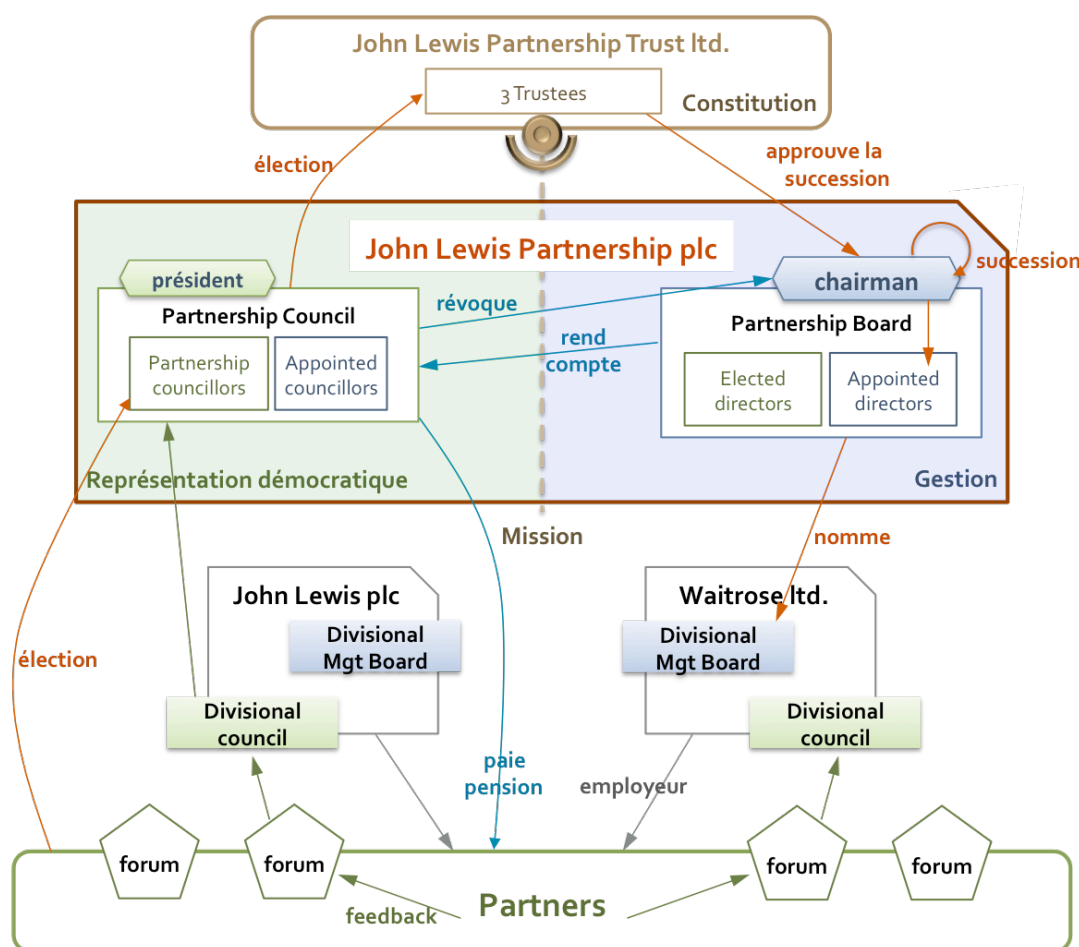 John Lewis Partnership Trust ltd.
3 Trustees
Constitution
élection
approuve la
succession
John Lewis Partnership plc
président
chairman
succession
Partnership Council
révoque
Partnership Board
rend
compte
Partnership
councillors
Appointed
councillors
Elected
directors
Appointed
directors
Représentation démocratique
Gestion
Mission
nomme
John Lewis plc
Waitrose ltd.
Divisional
Mgt Board
Divisional
Mgt Board
élection
Divisional
council
Divisional
council
paie
pension
employeur
forum
forum
forum
forum
Partners
feedback